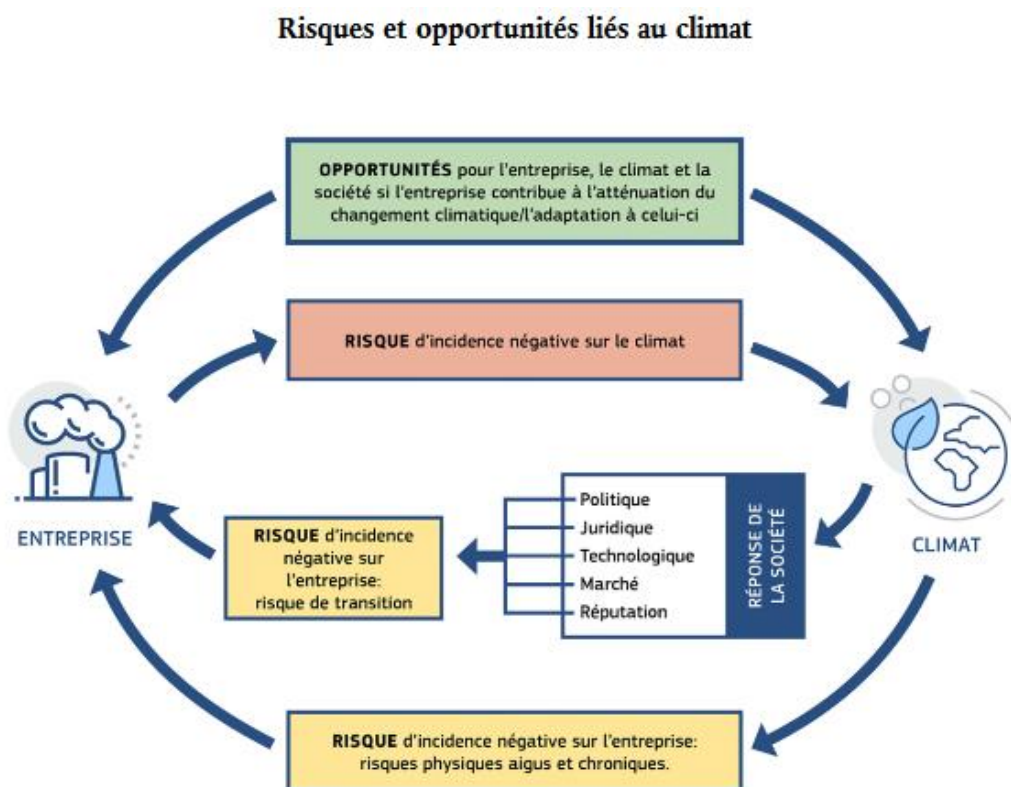 Risques et opportunités liés au climat
OPPORTUNITÉS pour l'entreprise, le climat et la
société si l'entreprise contribue à l'atténuation du
changement climatique/l'adaptation à celui-ci
RISQUE d'incidence négative sur le climat
ENTREPRISE
RISQUE d'incidence
négative sur
l'entreprise:
risque de transition
Politique
Juridique
Technologique
Marché
Réputation
RÉPONSE DE
LA SOCIÉTÉ
CLIMAT
RISQUE d'incidence négative sur l'entreprise:
risques physiques aigus et chroniques.